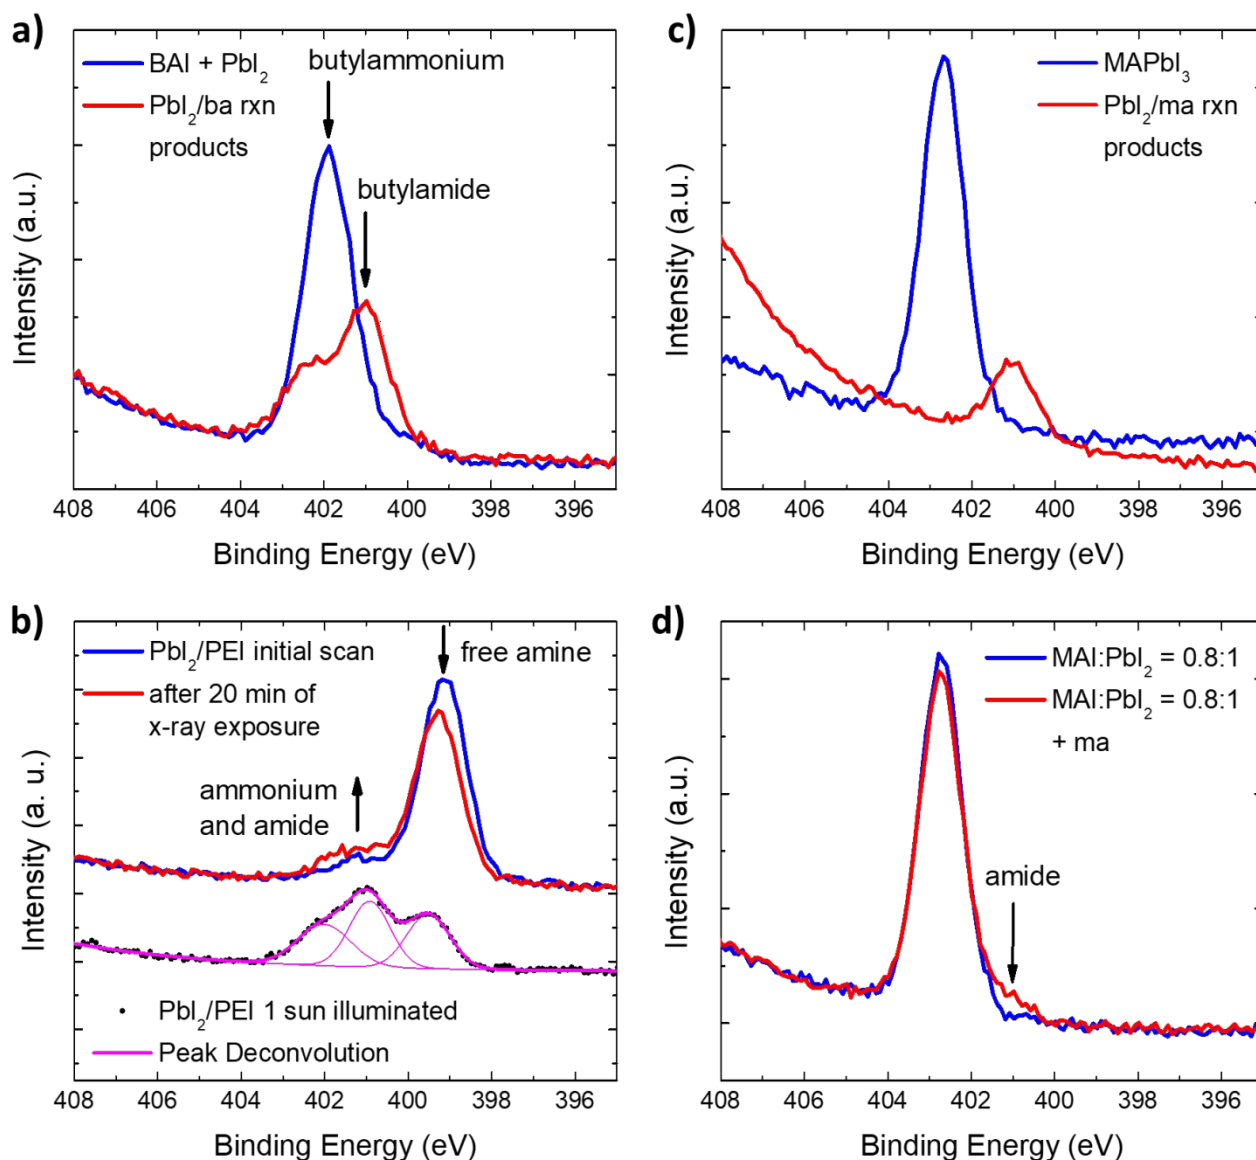 a)
BAI + PbI₂
PbI₂/ba rxn
products
butylammonium
butylamide
Intensity (a.u.)
408 406 404 402 400 398 396
Binding Energy (eV)
c)
MAPbI₃
PbI₂/ma rxn
products
Intensity (a.u.)
408 406 404 402 400 398 396
Binding Energy (eV)
b)
PbI₂/PEI initial scan
after 20 min of
x-ray exposure
free amine
ammonium
and amide
PbI₂/PEI 1 sun illuminated
Peak Deconvolution
Intensity (a. u.)
408 406 404 402 400 398 396
Binding Energy (eV)
d)
MAI:PbI₂ = 0.8:1
MAI:PbI₂ = 0.8:1
+ ma
amide
Intensity (a.u.)
408 406 404 402 400 398 396
Binding Energy (eV)